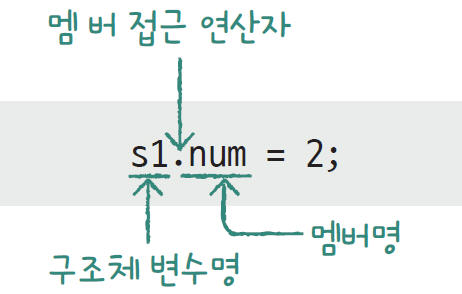 멤버 접근 연산자
s1.num = 2;
멤버명
구조체 변수명